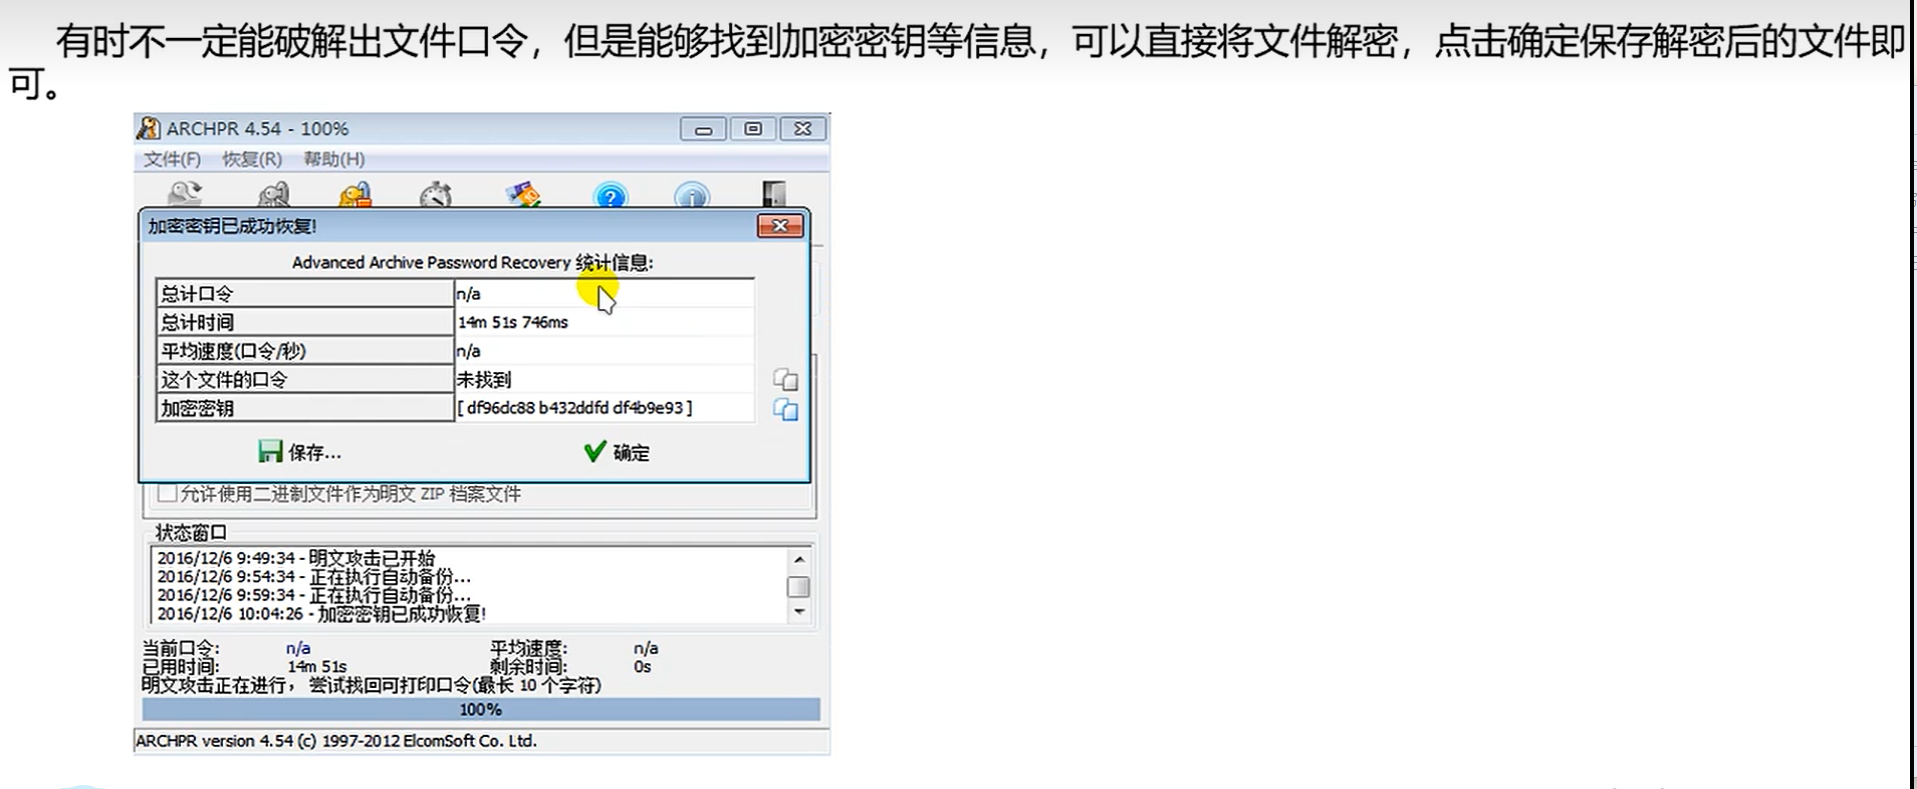 有时不一定能破解出文件口令，但是能够找到加密密钥等信息，可以直接将文件解密，点击确定保存解密后的文件即
可。
ARCHPR 4.54 - 100%
文件(F) 恢复(R) 帮助(H)
加密密钥已成功恢复!
Advanced Archive Password Recovery 统计信息:
总计口令 n/a
总计时间 14m 51s 746ms
平均速度(口令/秒) n/a
这个文件的口令 未找到
加密密钥 [ df96dc88 b432ddfd df4b9e93 ]
保存... 确定
允许使用二进制文件作为明文 ZIP 档案文件
状态窗口
2016/12/6 9:49:34 - 明文攻击已开始
2016/12/6 9:54:34 - 正在执行自动备份...
2016/12/6 9:59:34 - 正在执行自动备份...
2016/12/6 10:04:26 - 加密密钥已成功恢复!
当前口令: n/a 平均速度: n/a
已用时间: 14m 51s 剩余时间: 0s
明文攻击正在进行， 尝试找回可打印口令(最长 10 个字符)
100%
ARCHPR version 4.54 (c) 1997-2012 ElcomSoft Co. Ltd.